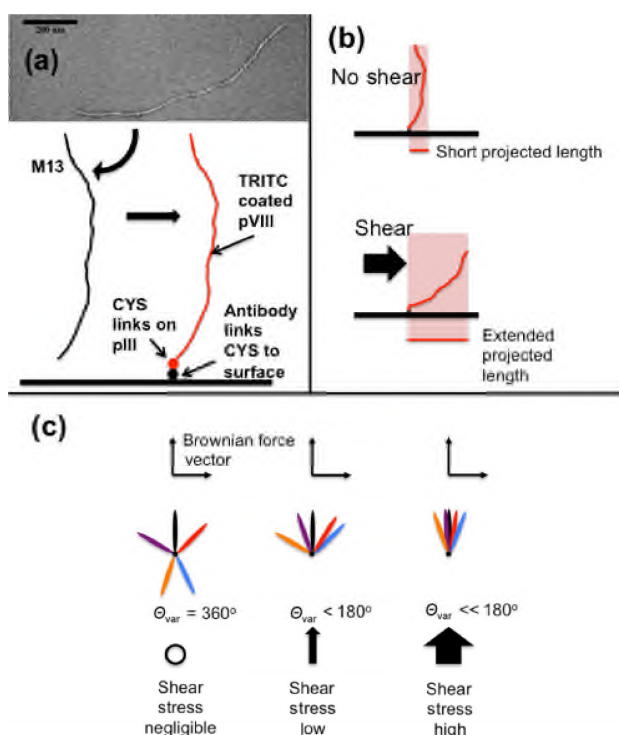 200 nm
(a)
M13
TRITC
coated
pVIII
CYS
links on
pIII
Antibody
links
CYS to
surface
(b)
No shear
Short projected length
Shear
Extended
projected
length
(c)
Brownian force
vector
Θvar = 360°
Θvar < 180°
Θvar << 180°
Shear
stress
negligible
Shear
stress
low
Shear
stress
high